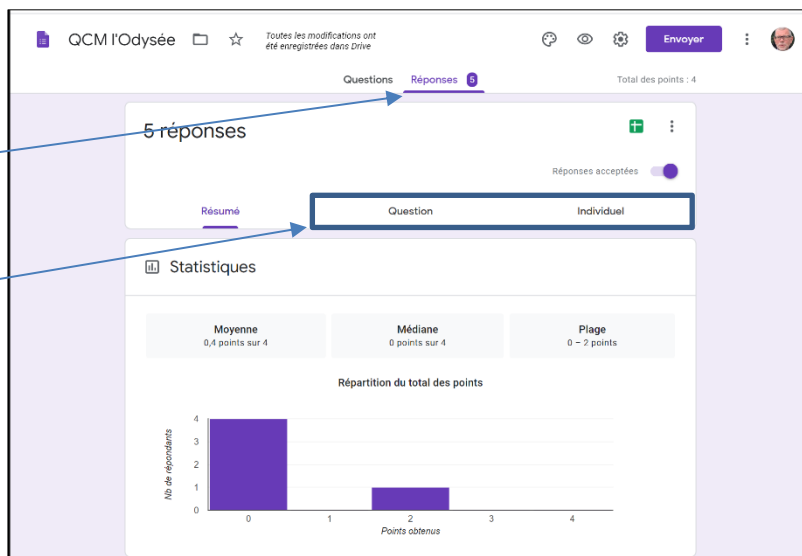 QCM l'Odysée
Toutes les modifications ont
été enregistrées dans Drive
Envoyer
Questions Réponses 5
Total des points : 4
5 réponses
Réponses acceptées
Résumé Question Individuel
Statistiques
Moyenne Médiane Plage
0,4 points sur 4 0 points sur 4 0 – 2 points
Répartition du total des points
Nb de répondants
4
3
2
1
0
0 1 2 3 4
Points obtenus